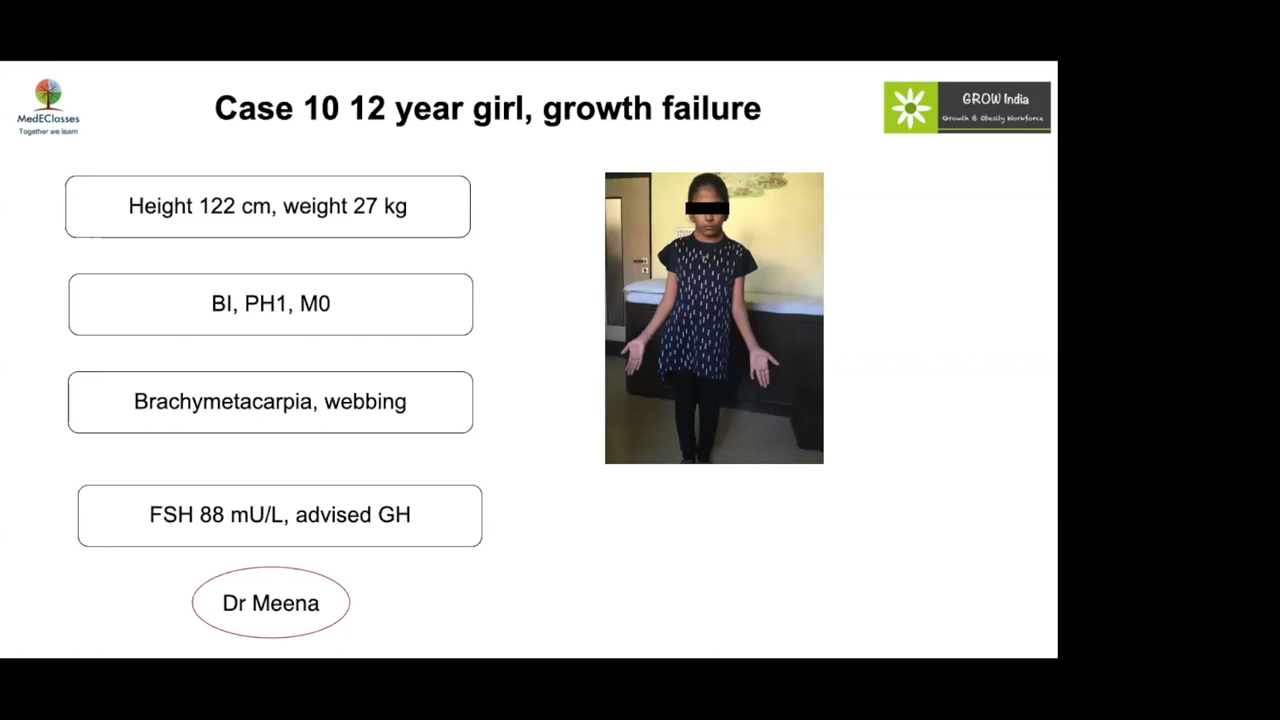 MedEClasses
Together we learn
Case 10 12 year girl, growth failure
GROW India
Growth & Obesity Workforce
Height 122 cm, weight 27 kg
BI, PH1, M0
Brachymetacarpia, webbing
FSH 88 mU/L, advised GH
Dr Meena